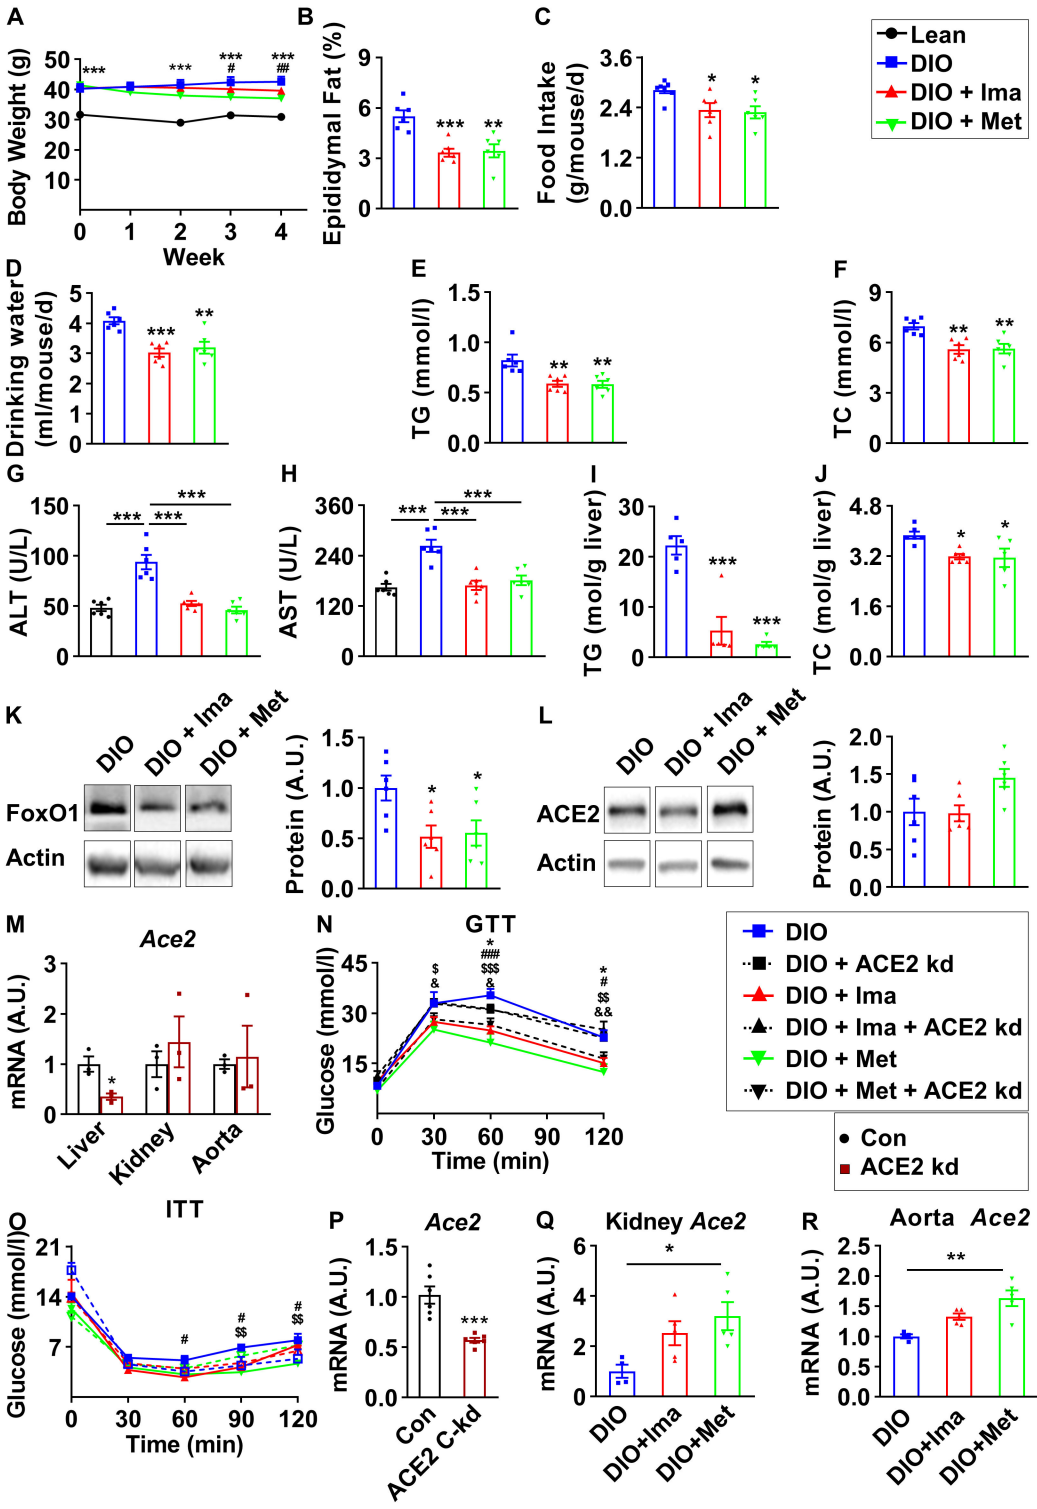 A
Body Weight (g)
50
40
30
20
10
***
***
***
#
***
##
0
1
2
3
4
Week
B
Epididymal Fat (%)
9
6
3
0
***
**
C
Food Intake
(g/mouse/d)
3.6
2.4
1.2
0.0
*
*
Lean
DIO
DIO + Ima
DIO + Met
D
Drinking water
(ml/mouse/d)
5
4
3
2
1
0
***
**
E
TG (mmol/l)
1.5
1.0
0.5
0.0
**
**
F
TC (mmol/l)
9
6
3
0
**
**
G
ALT (U/L)
150
100
50
0
***
***
***
H
AST (U/L)
360
240
120
0
***
***
***
I
TG (mol/g liver)
30
20
10
0
***
***
J
TC (mol/g liver)
4.8
3.2
1.6
0.0
*
*
K
DIO
DIO + Ima
DIO + Met
FoxO1
Actin
Protein (A.U.)
1.5
1.0
0.5
0.0
*
*
L
DIO
DIO + Ima
DIO + Met
ACE2
Actin
Protein (A.U.)
2.0
1.5
1.0
0.5
0.0
M
Ace2
mRNA (A.U.)
3
2
1
0
*
Liver
Kidney
Aorta
N
GTT
Glucose (mmol/l)
45
30
15
$
&
*
###
$$$
&
*
#
$$
&&
0
30
60
90
120
Time (min)
DIO
DIO + ACE2 kd
DIO + Ima
DIO + Ima + ACE2 kd
DIO + Met
DIO + Met + ACE2 kd
Con
ACE2 kd
O
ITT
Glucose (mmol/l)
21
14
7
#
#
$$
#
$$
0
30
60
90
120
Time (min)
P
Ace2
mRNA (A.U.)
1.5
1.0
0.5
0.0
***
Con
ACE2 C-kd
Q
Kidney Ace2
mRNA (A.U.)
6
4
2
0
*
DIO
DIO+Ima
DIO+Met
R
Aorta Ace2
mRNA (A.U.)
2.5
2.0
1.5
1.0
0.5
0.0
**
DIO
DIO+Ima
DIO+Met